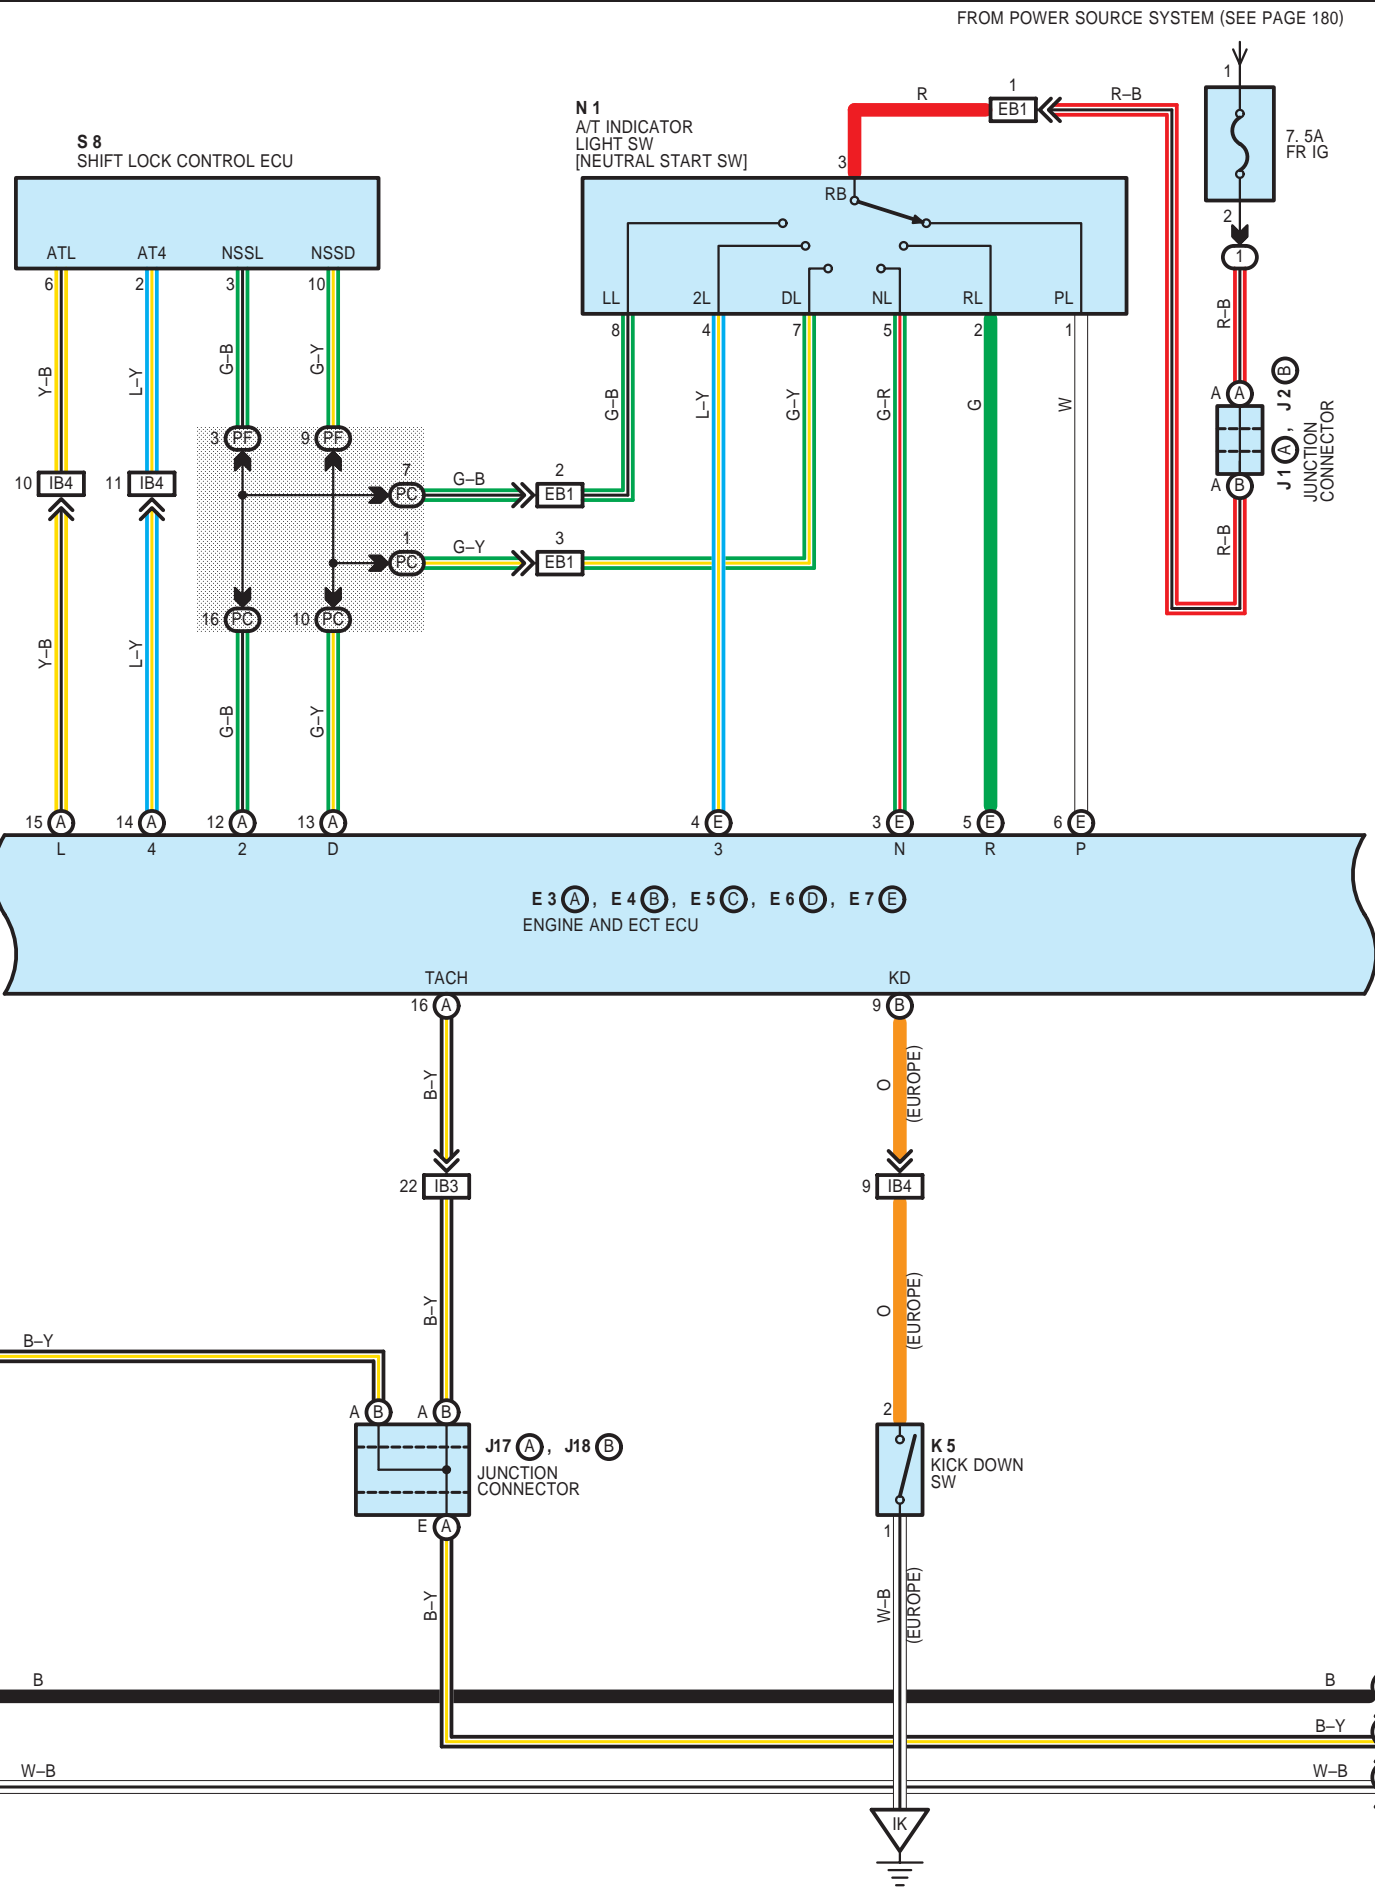 FROM POWER SOURCE SYSTEM (SEE PAGE 180)
1
7. 5A
FR IG
2
1
R–B
A A
J 1 A , J 2 B
JUNCTION
CONNECTOR
A B
R–B
R–B
1
EB1
R
N 1
A/T INDICATOR
LIGHT SW
[NEUTRAL START SW]
3
RB
LL 2L DL NL RL PL
8 4 7 5 2 1
G–B L–Y G–Y G–R G W
S 8
SHIFT LOCK CONTROL ECU
ATL AT4 NSSL NSSD
6 2 3 10
Y–B L–Y G–B G–Y
3 PF 9 PF
10 IB4 11 IB4
7
PC G–B
2
EB1
1
PC G–Y
3
EB1
16 PC 10 PC
Y–B L–Y G–B G–Y
15 A 14 A 12 A 13 A 4 E 3 E 5 E 6 E
L 4 2 D 3 N R P
E 3 A , E 4 B , E 5 C , E 6 D , E 7 E
ENGINE AND ECT ECU
TACH KD
16 A 9 B
B–Y O (EUROPE)
22 IB3 9 IB4
B–Y O (EUROPE)
B–Y
A B A B
J17 A , J18 B
JUNCTION
CONNECTOR
E A
2
K 5
KICK DOWN
SW
1
B–Y W–B (EUROPE)
B B
B–Y
W–B W–B
IK